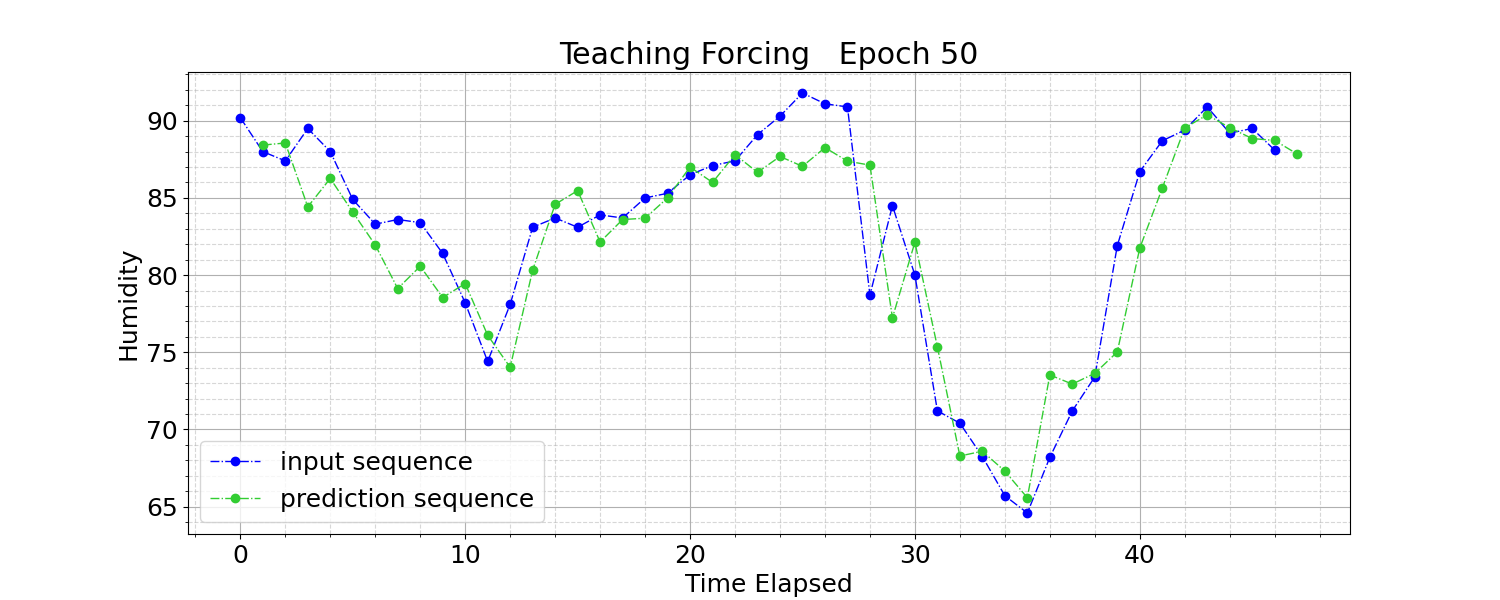 Teaching Forcing   Epoch 50
90
85
80
75
70
65
Humidity
input sequence
prediction sequence
0 10 20 30 40
Time Elapsed